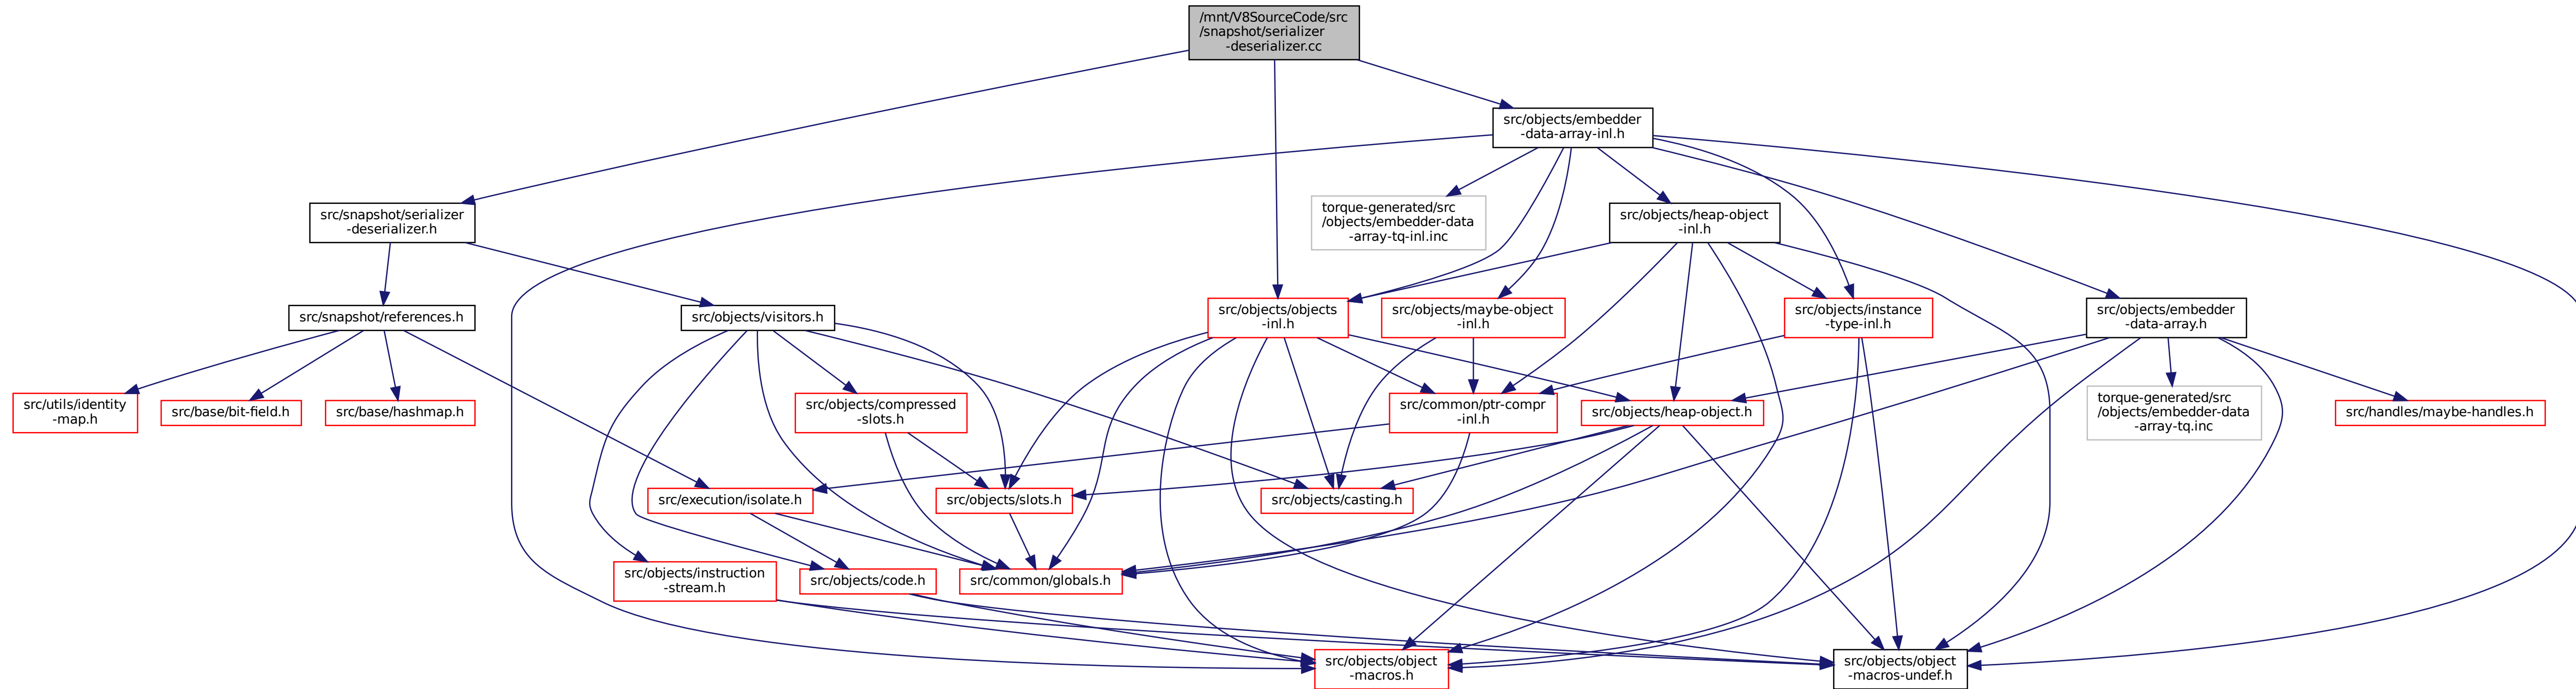 /mnt/V8SourceCode/src
/snapshot/serializer
-deserializer.cc
src/objects/embedder
-data-array-inl.h
src/snapshot/serializer
-deserializer.h
torque-generated/src
/objects/embedder-data
-array-tq-inl.inc
src/objects/heap-object
-inl.h
src/snapshot/references.h
src/objects/visitors.h
src/objects/objects
-inl.h
src/objects/maybe-object
-inl.h
src/objects/instance
-type-inl.h
src/objects/embedder
-data-array.h
src/utils/identity
-map.h
src/base/bit-field.h
src/base/hashmap.h
src/objects/compressed
-slots.h
src/common/ptr-compr
-inl.h
src/objects/heap-object.h
torque-generated/src
/objects/embedder-data
-array-tq.inc
src/handles/maybe-handles.h
src/execution/isolate.h
src/objects/slots.h
src/objects/casting.h
src/objects/instruction
-stream.h
src/objects/code.h
src/common/globals.h
src/objects/object
-macros.h
src/objects/object
-macros-undef.h